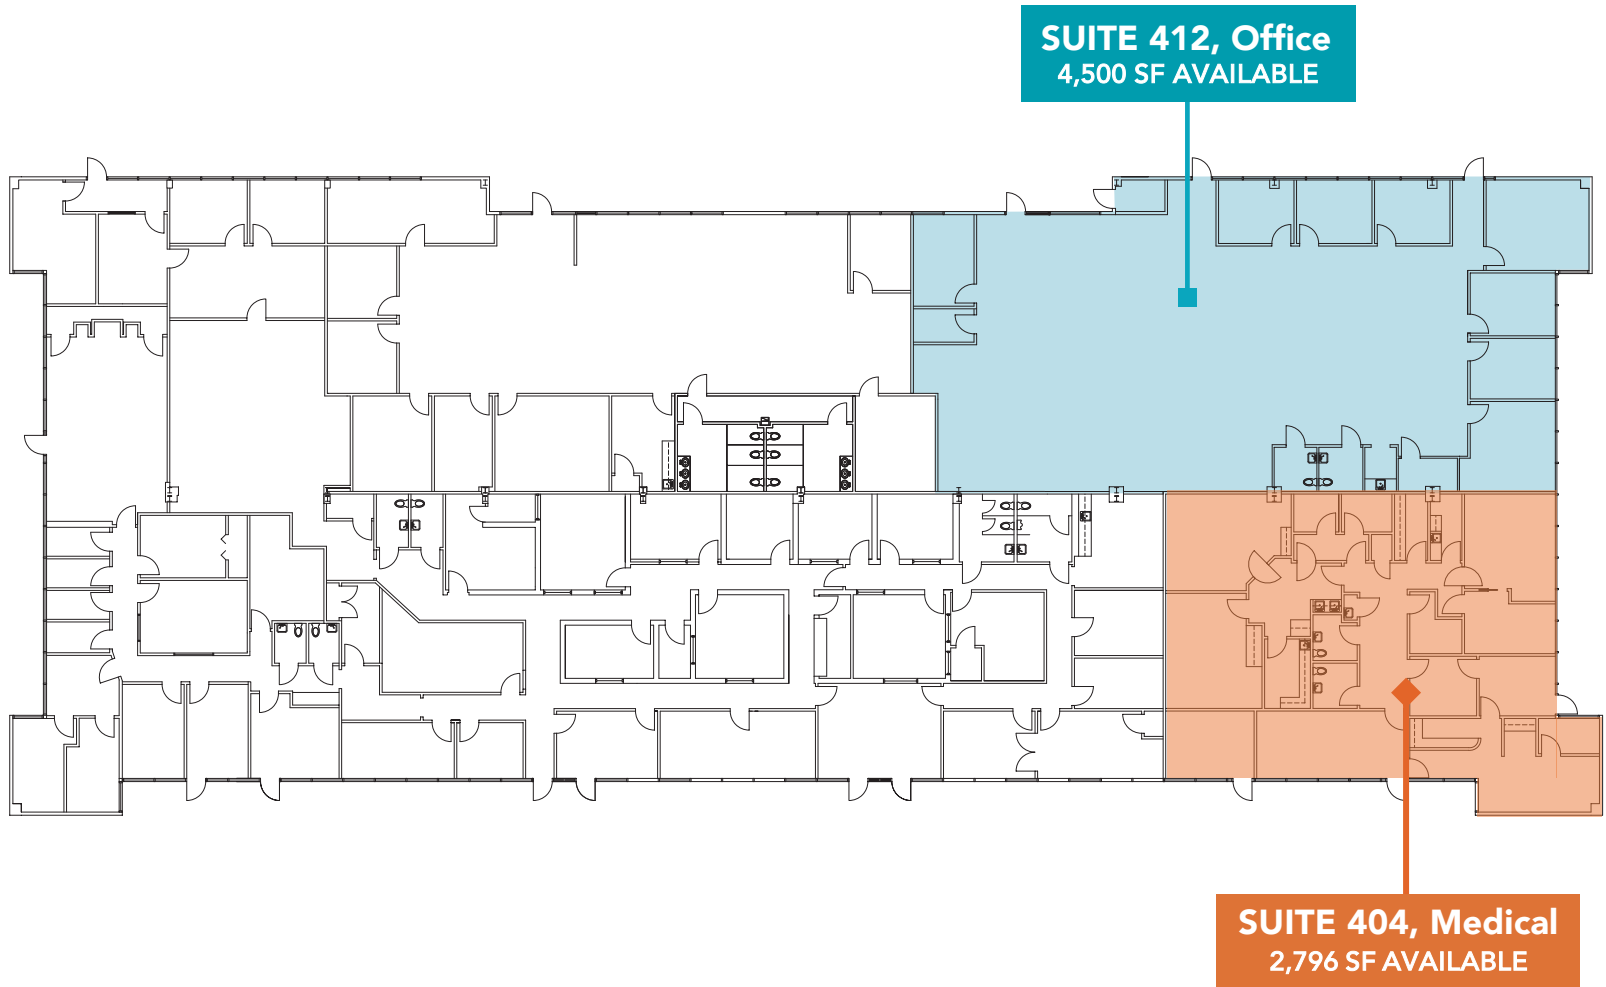 SUITE 412, Office
4,500 SF AVAILABLE
SUITE 404, Medical
2,796 SF AVAILABLE